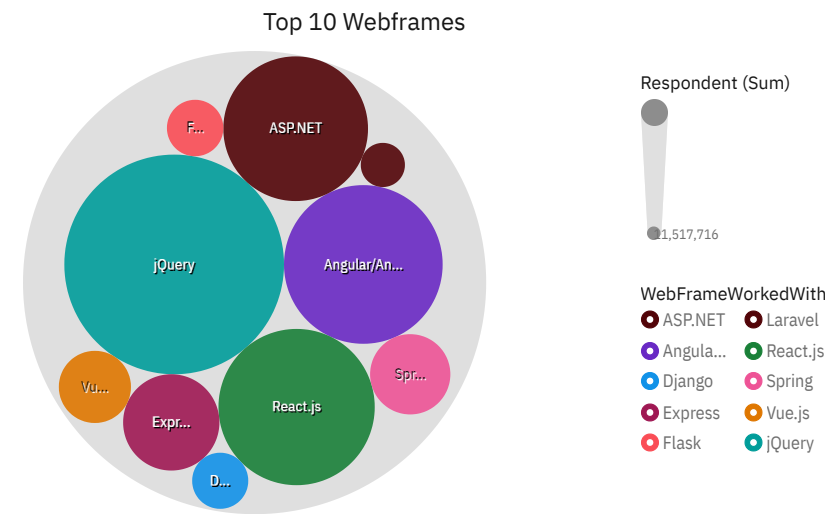 Top 10 Webframes
F...
ASP.NET
jQuery
Angular/An...
Vu...
Expr...
React.js
Spr...
D...
Respondent (Sum)
11,517,716
WebFrameWorkedWith
ASP.NET
Laravel
Angula...
React.js
Django
Spring
Express
Vue.js
Flask
jQuery